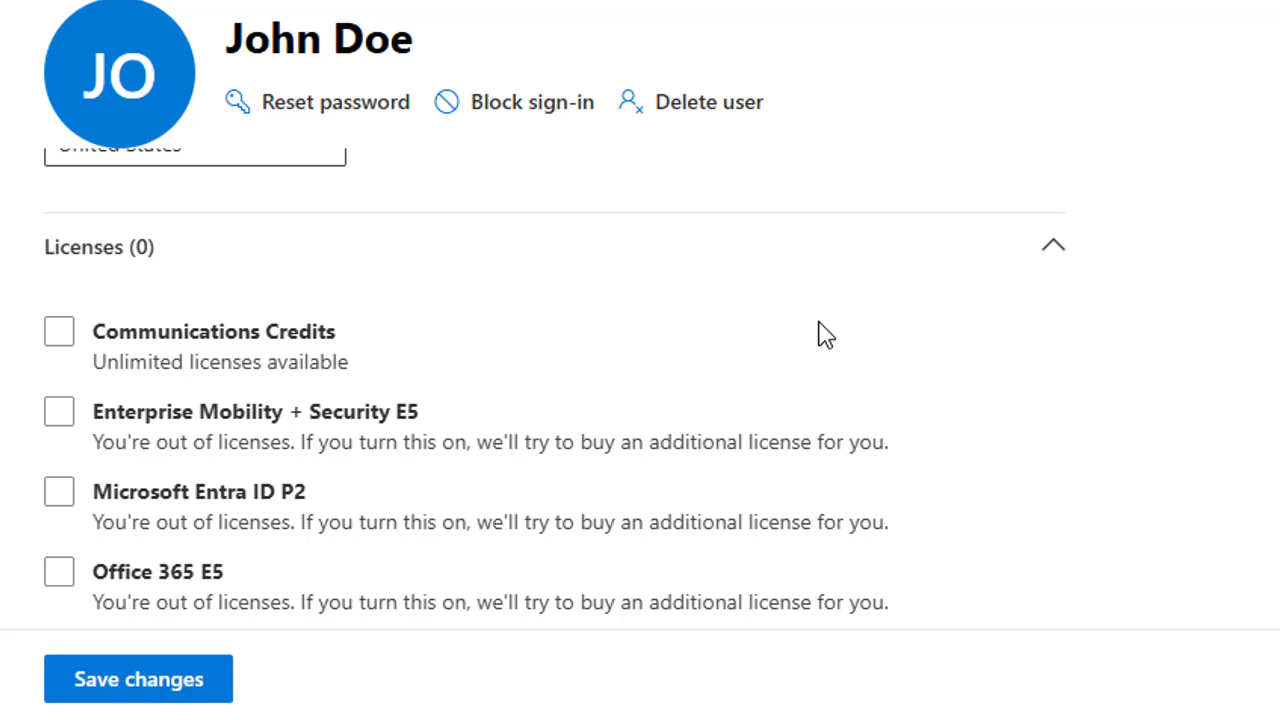 JO
John Doe
Reset password
Block sign-in
Delete user
United States
Licenses (0)
Communications Credits
Unlimited licenses available
Enterprise Mobility + Security E5
You're out of licenses. If you turn this on, we'll try to buy an additional license for you.
Microsoft Entra ID P2
You're out of licenses. If you turn this on, we'll try to buy an additional license for you.
Office 365 E5
You're out of licenses. If you turn this on, we'll try to buy an additional license for you.
Save changes